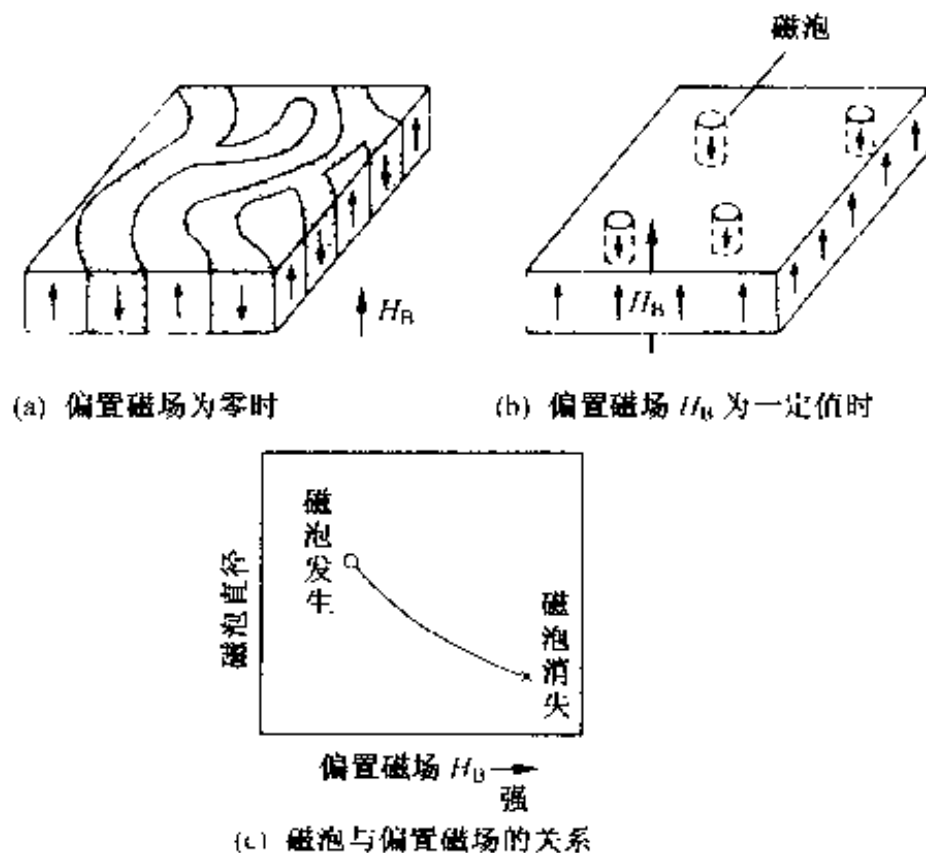 磁泡
H_B
H_B
(a) 偏置磁场为零时
(b) 偏置磁场 H_B 为一定值时
磁泡发生
磁泡消失
磁泡直径
偏置磁场 H_B
强
(c) 磁泡与偏置磁场的关系